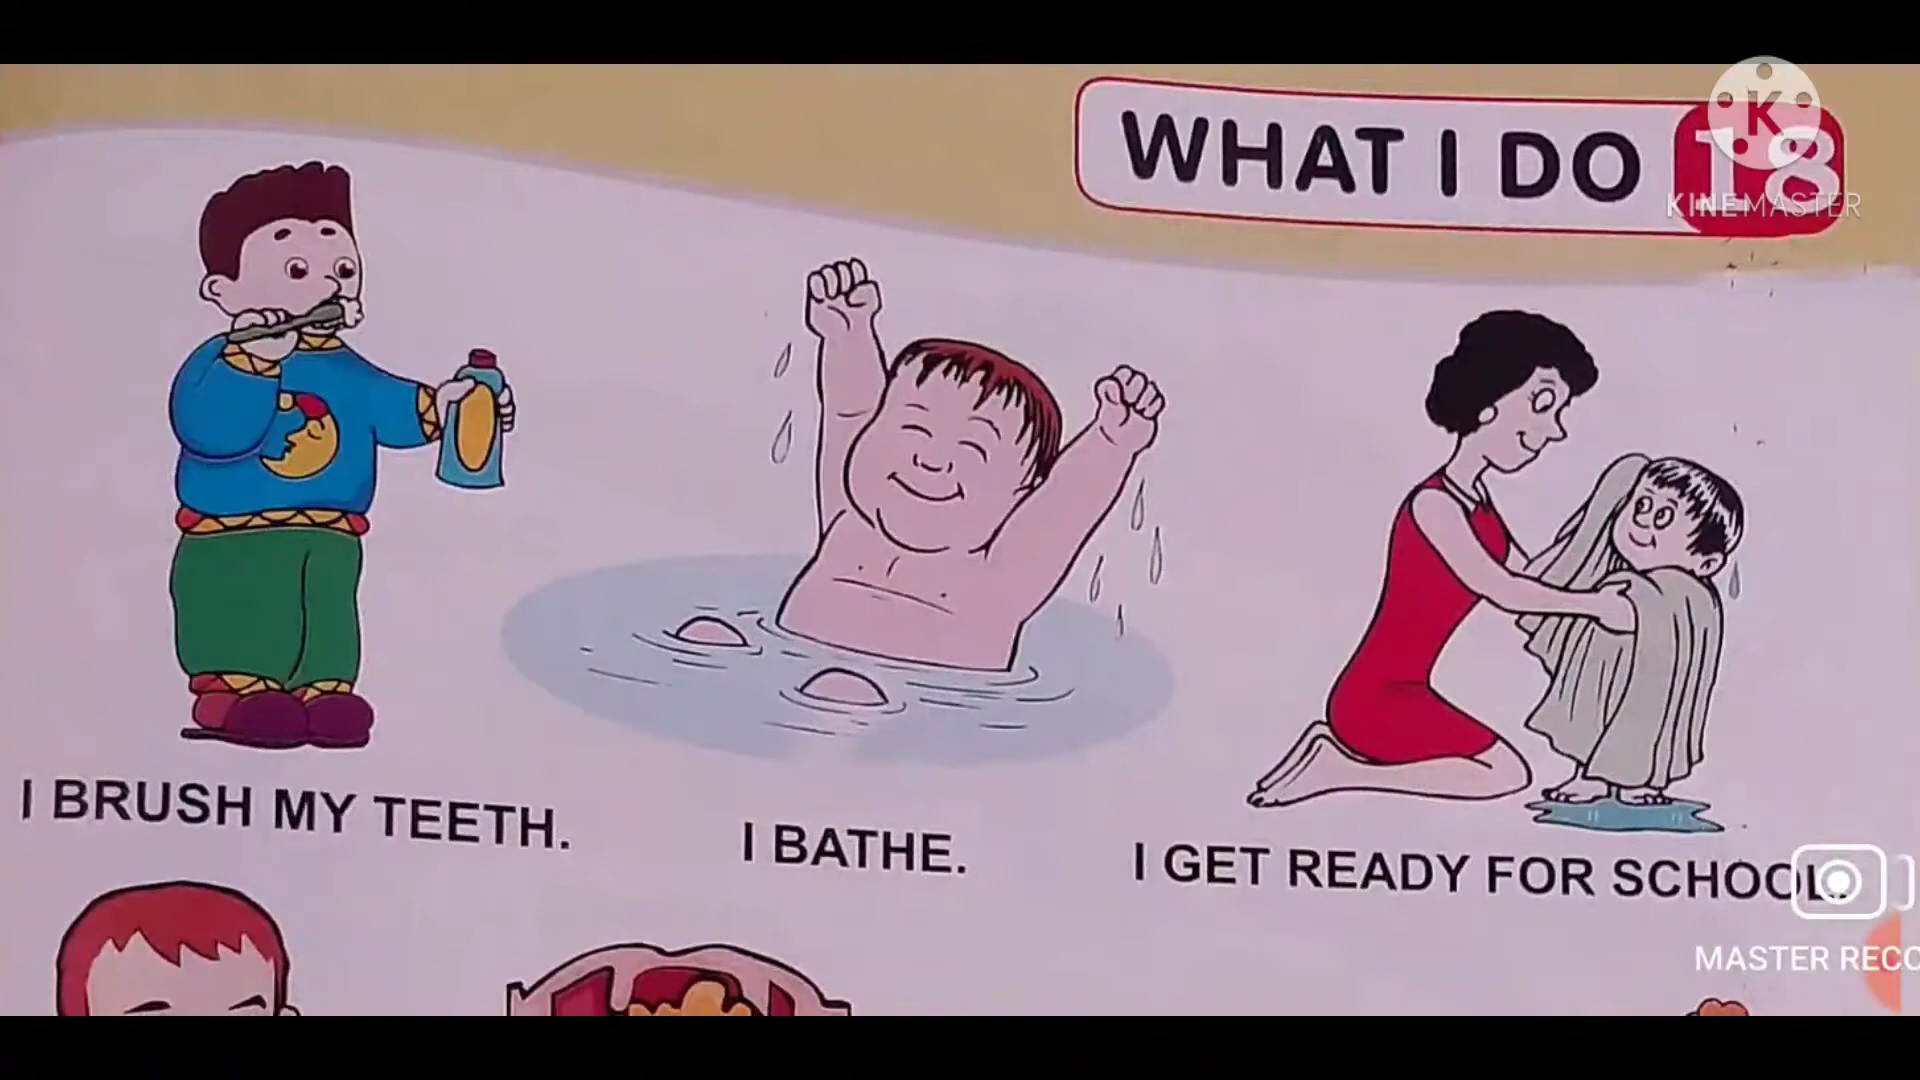 WHAT I DO 18
K
KINEMASTER
I BRUSH MY TEETH.
I BATHE.
I GET READY FOR SCHOOL.
MASTER RECO